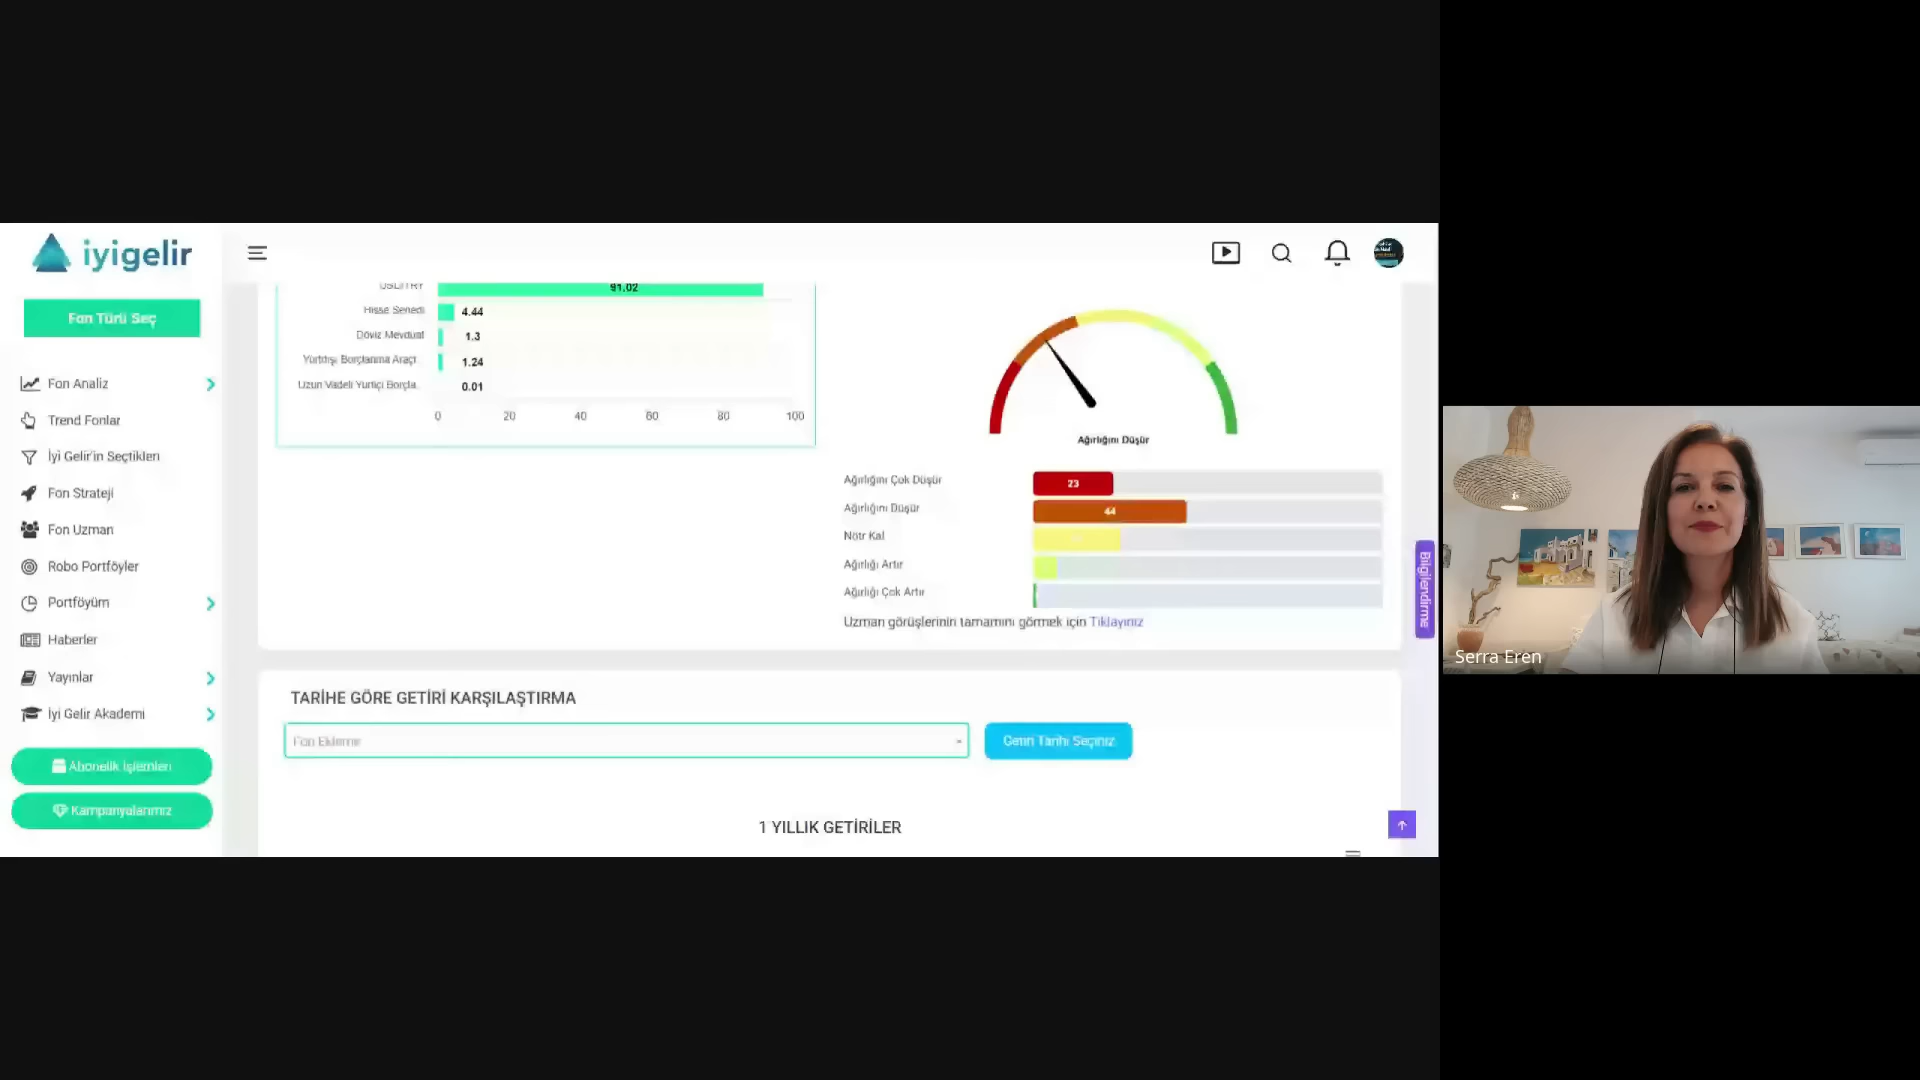 iyigelir
Fon Türü Seç
Fon Analiz
Trend Fonlar
İyi Gelir'in Seçtikleri
Fon Strateji
Fon Uzman
Robo Portföyler
Portföyüm
Haberler
Yayınlar
İyi Gelir Akademi
Abonelik İşlemleri
Kampanyalarımız
91.02
Hisse Senedi 4.44
Döviz Mevduat 1.3
Yurtdışı Borçlanma Araçt. 1.24
Uzun Vadeli Yurtiçi Borçla. 0.01
0 20 40 60 80 100
Ağırlığını Düşür
Ağırlığını Çok Düşür 23
Ağırlığını Düşür 44
Nötr Kal
Ağırlığı Artır
Ağırlığı Çok Artır
Uzman görüşlerinin tamamını görmek için Tıklayınız
Bilgilendirme
TARİHE GÖRE GETİRİ KARŞILAŞTIRMA
Fon Ekleme
Getiri Tarihi Seçiniz
1 YILLIK GETİRİLER
Serra Eren